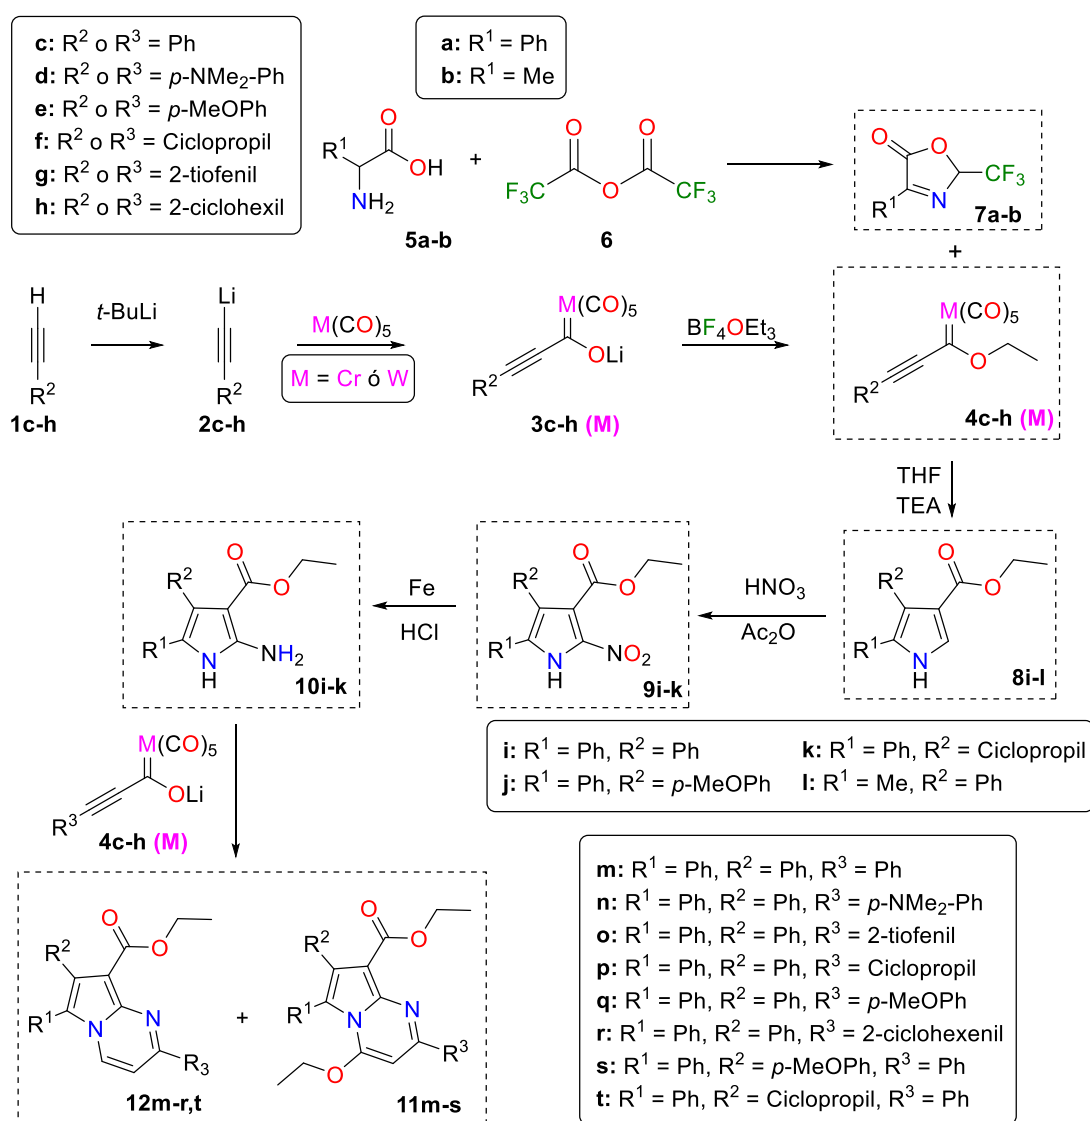 c: R² o R³ = Ph
d: R² o R³ = p-NMe₂-Ph
e: R² o R³ = p-MeOPh
f: R² o R³ = Ciclopropil
g: R² o R³ = 2-tiofenil
h: R² o R³ = 2-ciclohexil
a: R¹ = Ph
b: R¹ = Me
R¹ O OH NH₂
5a-b
+
F₃C O O O CF₃
6
O O CF₃ N R¹
7a-b
+
H
R²
1c-h
t-BuLi
Li
R²
2c-h
M(CO)₅
M = Cr ó W
M(CO)₅
OLi
R²
3c-h (M)
BF₄OEt₃
M(CO)₅
O
R²
4c-h (M)
THF
TEA
O
R² O
R¹ N
H
8i-l
HNO₃
Ac₂O
O
R² O
R¹ N NO₂
H
9i-k
Fe
HCl
O
R² O
R¹ N NH₂
H
10i-k
i: R¹ = Ph, R² = Ph
j: R¹ = Ph, R² = p-MeOPh
k: R¹ = Ph, R² = Ciclopropil
l: R¹ = Me, R² = Ph
M(CO)₅
OLi
R³
4c-h (M)
O
R² O
R¹ N N
R₃
12m-r,t
+
O
R² O
R¹ N N
R³
O
11m-s
m: R¹ = Ph, R² = Ph, R³ = Ph
n: R¹ = Ph, R² = Ph, R³ = p-NMe₂-Ph
o: R¹ = Ph, R² = Ph, R³ = 2-tiofenil
p: R¹ = Ph, R² = Ph, R³ = Ciclopropil
q: R¹ = Ph, R² = Ph, R³ = p-MeOPh
r: R¹ = Ph, R² = Ph, R³ = 2-ciclohexenil
s: R¹ = Ph, R² = p-MeOPh, R³ = Ph
t: R¹ = Ph, R² = Ciclopropil, R³ = Ph